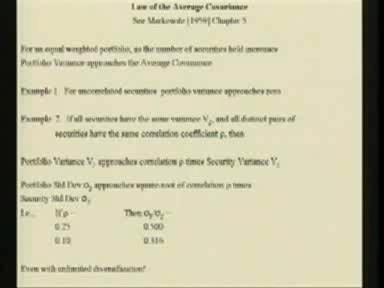 Law of the Average Covariance
See Markowitz [1959] Chapter 5
For an equal weighted portfolio, as the number of securities held increases
Portfolio Variance approaches the Average Covariance
Example 1. For uncorrelated securities portfolio variance approaches zero
Example 2. If all securities have the same variance V, and all distinct pairs of
securities have the same correlation coefficient ρ, then
Portfolio Variance V approaches correlation ρ times Security Variance V
Portfolio Std Dev σ approaches square root of correlation ρ times
Security Std Dev σ
I.e., If ρ = Then σ/σ =
0.25 0.500
0.10 0.316
Even with unlimited diversification!